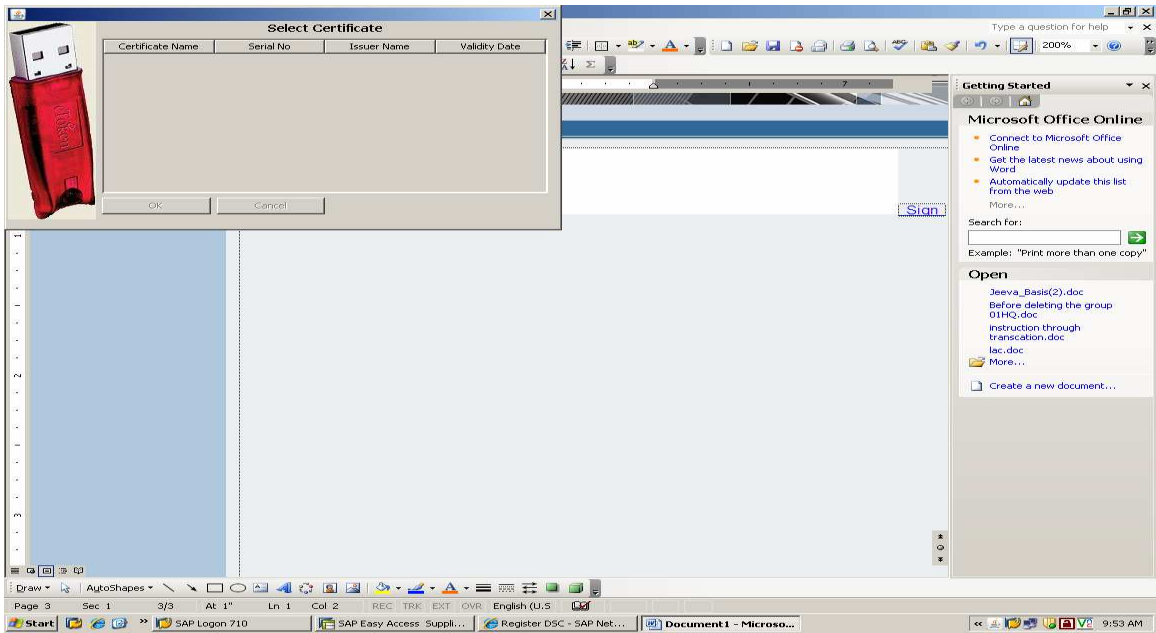 Select Certificate
Certificate Name Serial No Issuer Name Validity Date
eToken
OK Cancel
Type a question for help
200%
7
Sign
Getting Started
Microsoft Office Online
Connect to Microsoft Office
Online
Get the latest news about using
Word
Automatically update this list
from the web
More...
Search for:
Example: "Print more than one copy"
Open
Jeeva_Basis(2).doc
Before deleting the group
01HQ.doc
instruction through
transcation.doc
lac.doc
More...
Create a new document...
1
2
3
Draw AutoShapes
Page 3 Sec 1 3/3 At 1" Ln 1 Col 2 REC TRK EXT OVR English (U.S
Start SAP Logon 710 SAP Easy Access Suppli... Register DSC - SAP Net... Document1 - Microso... 9:53 AM